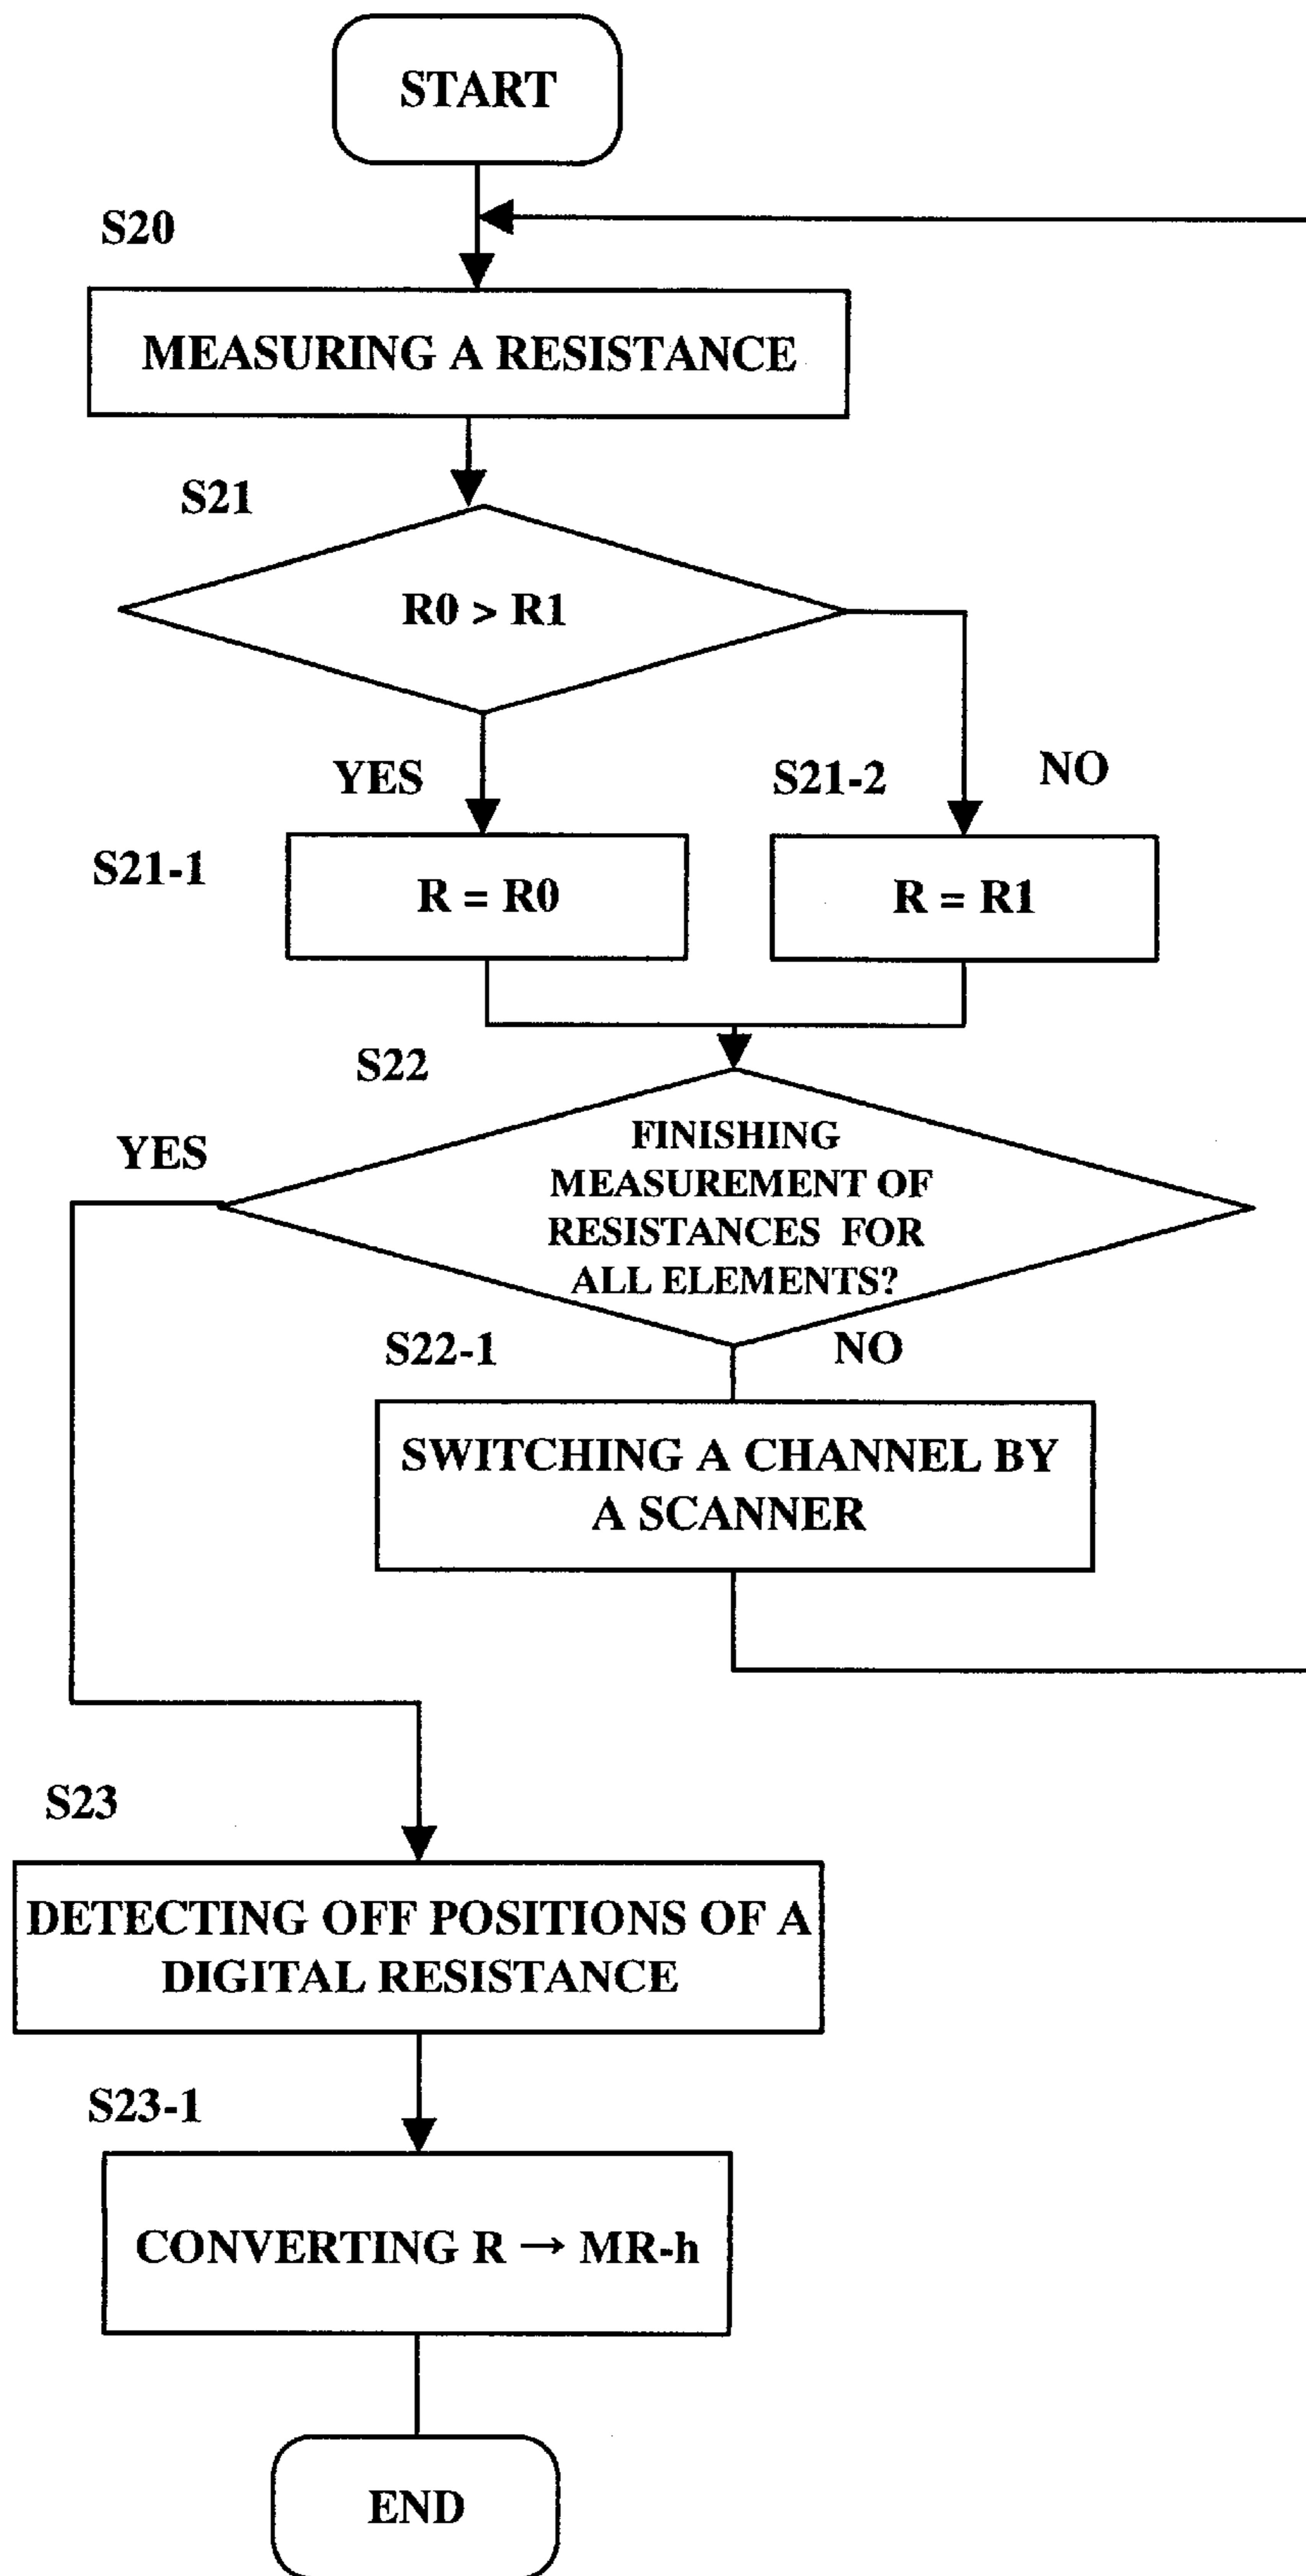 START
S20
MEASURING A RESISTANCE
S21
R0 > R1
YES
S21-2
NO
S21-1
R = R0
R = R1
S22
YES
FINISHING
MEASUREMENT OF
RESISTANCES FOR
ALL ELEMENTS?
S22-1
NO
SWITCHING A CHANNEL BY
A SCANNER
S23
DETECTING OFF POSITIONS OF A
DIGITAL RESISTANCE
S23-1
CONVERTING R → MR-h
END